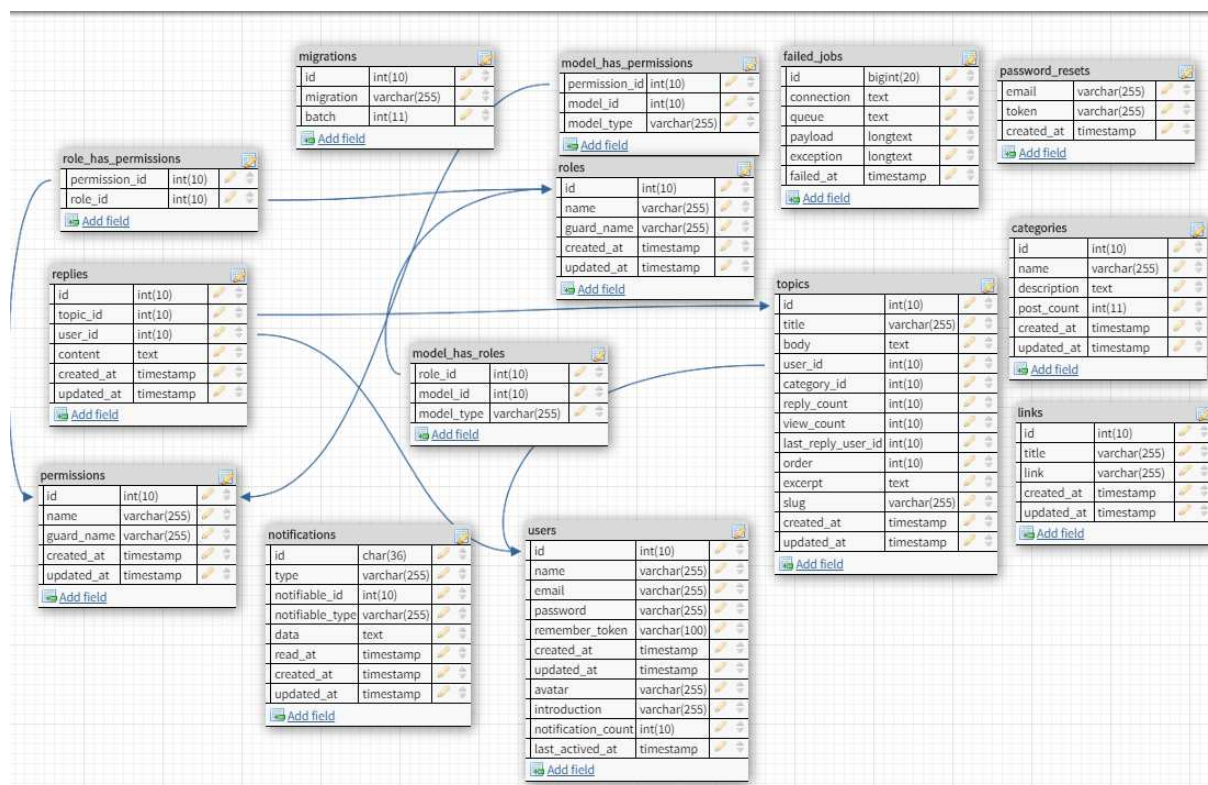 migrations
id int(10)
migration varchar(255)
batch int(11)
Add field
model_has_permissions
permission_id int(10)
model_id int(10)
model_type varchar(255)
Add field
failed_jobs
id bigint(20)
connection text
queue text
payload longtext
exception longtext
failed_at timestamp
Add field
password_resets
email varchar(255)
token varchar(255)
created_at timestamp
Add field
role_has_permissions
permission_id int(10)
role_id int(10)
Add field
roles
id int(10)
name varchar(255)
guard_name varchar(255)
created_at timestamp
updated_at timestamp
Add field
categories
id int(10)
name varchar(255)
description text
post_count int(11)
created_at timestamp
updated_at timestamp
Add field
replies
id int(10)
topic_id int(10)
user_id int(10)
content text
created_at timestamp
updated_at timestamp
Add field
topics
id int(10)
title varchar(255)
body text
user_id int(10)
category_id int(10)
reply_count int(10)
view_count int(10)
last_reply_user_id int(10)
order int(10)
excerpt text
slug varchar(255)
created_at timestamp
updated_at timestamp
Add field
model_has_roles
role_id int(10)
model_id int(10)
model_type varchar(255)
Add field
links
id int(10)
title varchar(255)
link varchar(255)
created_at timestamp
updated_at timestamp
Add field
permissions
id int(10)
name varchar(255)
guard_name varchar(255)
created_at timestamp
updated_at timestamp
Add field
notifications
id char(36)
type varchar(255)
notifiable_id int(10)
notifiable_type varchar(255)
data text
read_at timestamp
created_at timestamp
updated_at timestamp
Add field
users
id int(10)
name varchar(255)
email varchar(255)
password varchar(255)
remember_token varchar(100)
created_at timestamp
updated_at timestamp
avatar varchar(255)
introduction varchar(255)
notification_count int(10)
last_actived_at timestamp
Add field